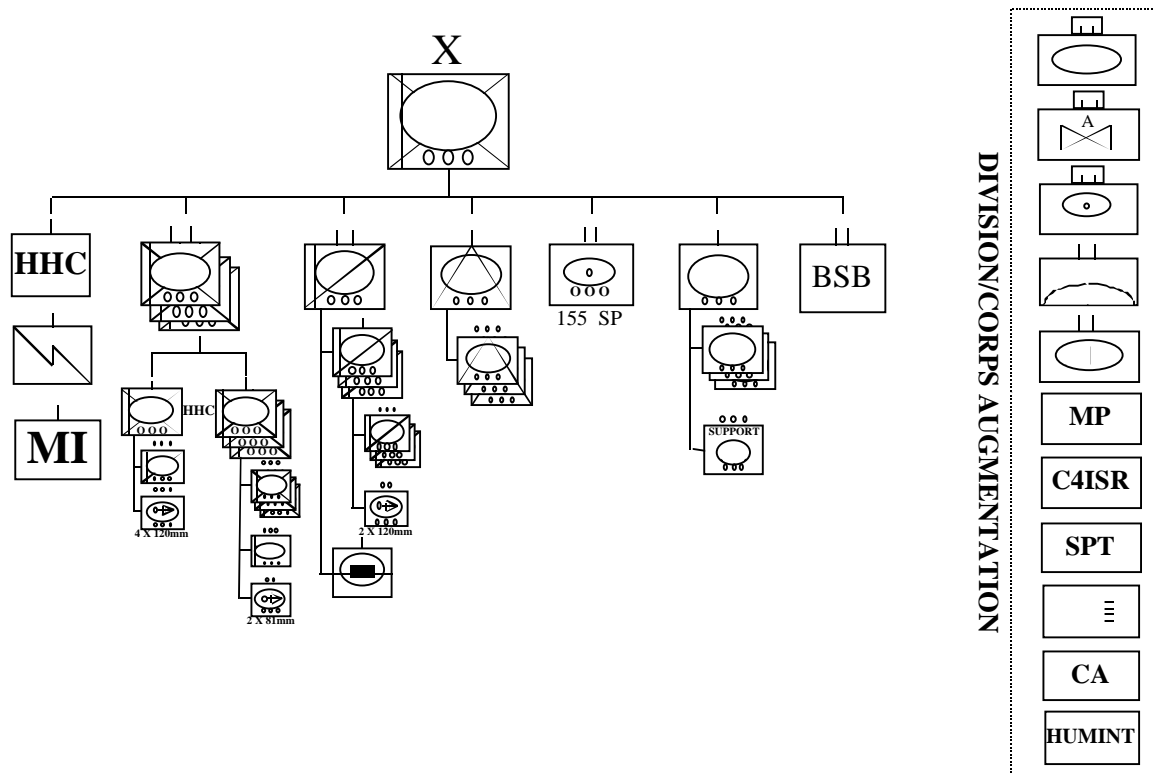 X
HHC
155 SP
BSB
MI
HHC
4 X 120mm
2 X 81mm
2 X 120mm
SUPPORT
DIVISION/CORPS AUGMENTATION
A
MP
C4ISR
SPT
CA
HUMINT